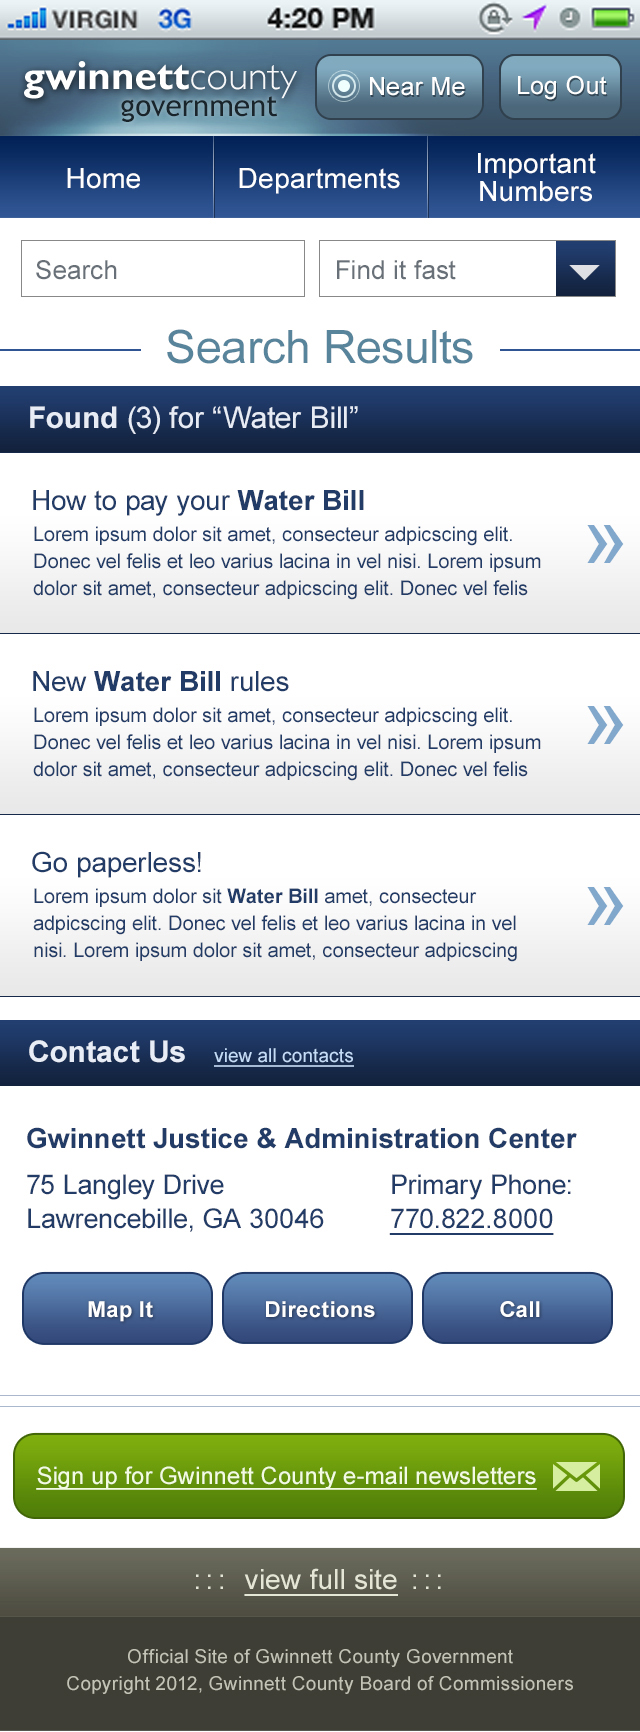 VIRGIN 3G 4:20 PM
gwinnettcounty
government
Near Me
Log Out
Home
Departments
Important
Numbers
Search
Find it fast
Search Results
Found (3) for “Water Bill”
How to pay your Water Bill
Lorem ipsum dolor sit amet, consecteur adpicscing elit.
Donec vel felis et leo varius lacina in vel nisi. Lorem ipsum
dolor sit amet, consecteur adpicscing elit. Donec vel felis
New Water Bill rules
Lorem ipsum dolor sit amet, consecteur adpicscing elit.
Donec vel felis et leo varius lacina in vel nisi. Lorem ipsum
dolor sit amet, consecteur adpicscing elit. Donec vel felis
Go paperless!
Lorem ipsum dolor sit Water Bill amet, consecteur
adpicscing elit. Donec vel felis et leo varius lacina in vel
nisi. Lorem ipsum dolor sit amet, consecteur adpicscing
Contact Us view all contacts
Gwinnett Justice & Administration Center
75 Langley Drive
Lawrencebille, GA 30046
Primary Phone:
770.822.8000
Map It
Directions
Call
Sign up for Gwinnett County e-mail newsletters
::: view full site :::
Official Site of Gwinnett County Government
Copyright 2012, Gwinnett County Board of Commissioners